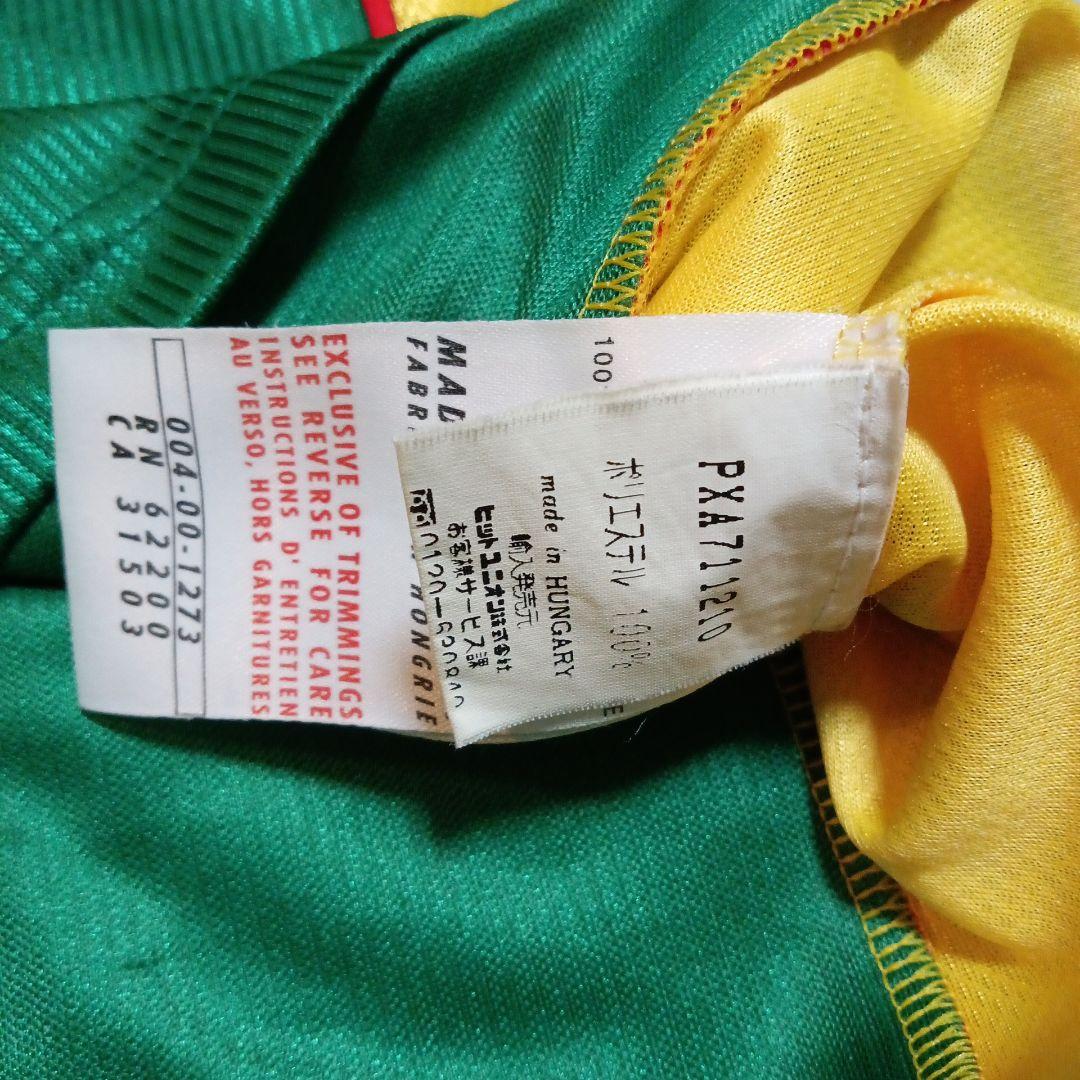 PXA711210
ポリエステル 100%
made in HUNGARY
輸入発売元
ヒットユニオン株式会社
お客様サービス課
100
MAD
FABR
HONGRIE
EXCLUSIVE OF TRIMMINGS
SEE REVERSE FOR CARE
INSTRUCTIONS D' ENTRETIEN
AU VERSO, HORS GARNITURES
004-00-1273
RN 62200
CA 31503